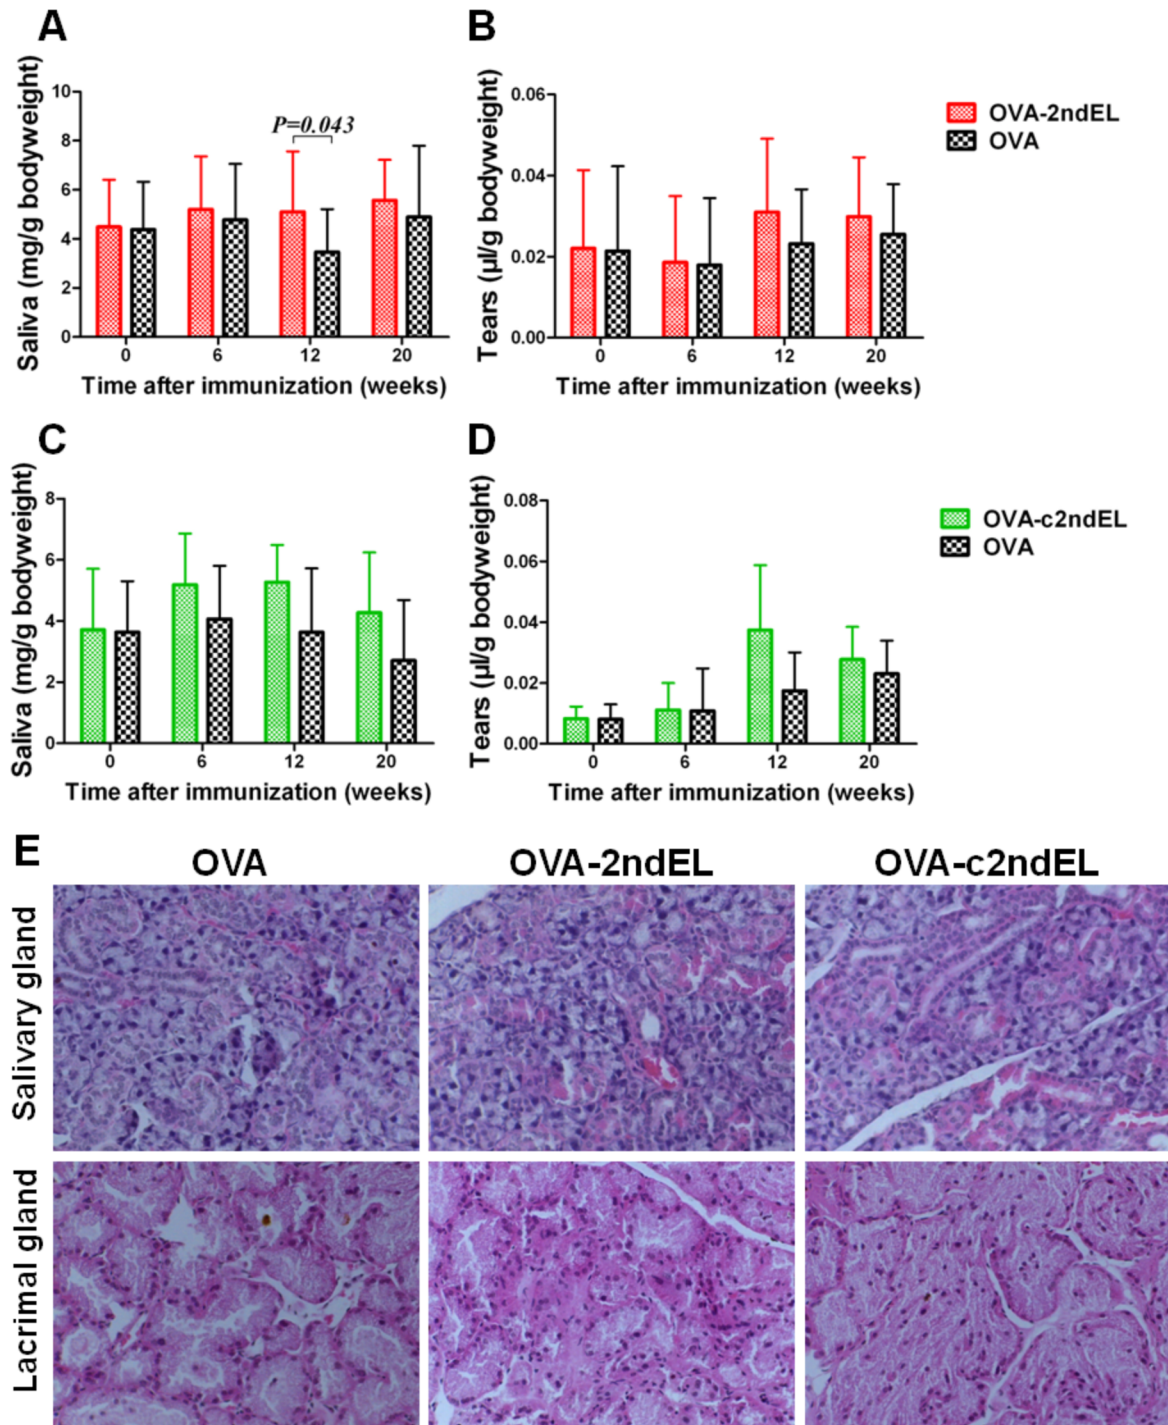 A
Saliva (mg/g bodyweight)
10
8
6
4
2
0
P=0.043
0 6 12 20
Time after immunization (weeks)
B
Tears (µl/g bodyweight)
0.06
0.04
0.02
0.00
0 6 12 20
Time after immunization (weeks)
OVA-2ndEL
OVA
C
Saliva (mg/g bodyweight)
8
6
4
2
0
0 6 12 20
Time after immunization (weeks)
D
Tears (µl/g bodyweight)
0.08
0.06
0.04
0.02
0.00
0 6 12 20
Time after immunization (weeks)
OVA-c2ndEL
OVA
E
OVA OVA-2ndEL OVA-c2ndEL
Salivary gland
Lacrimal gland